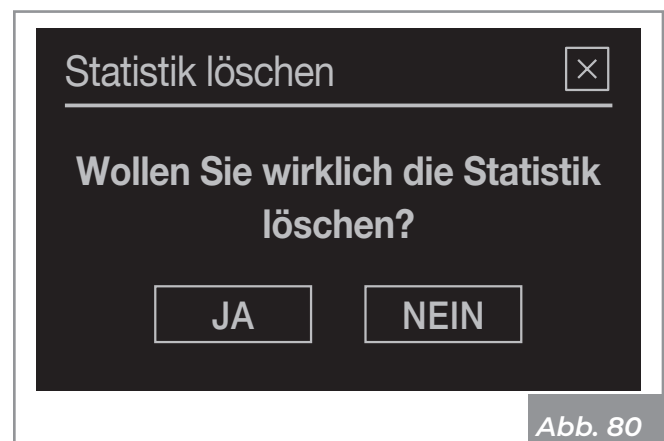 Statistik löschen
Wollen Sie wirklich die Statistik
löschen?
JA NEIN
Abb. 80